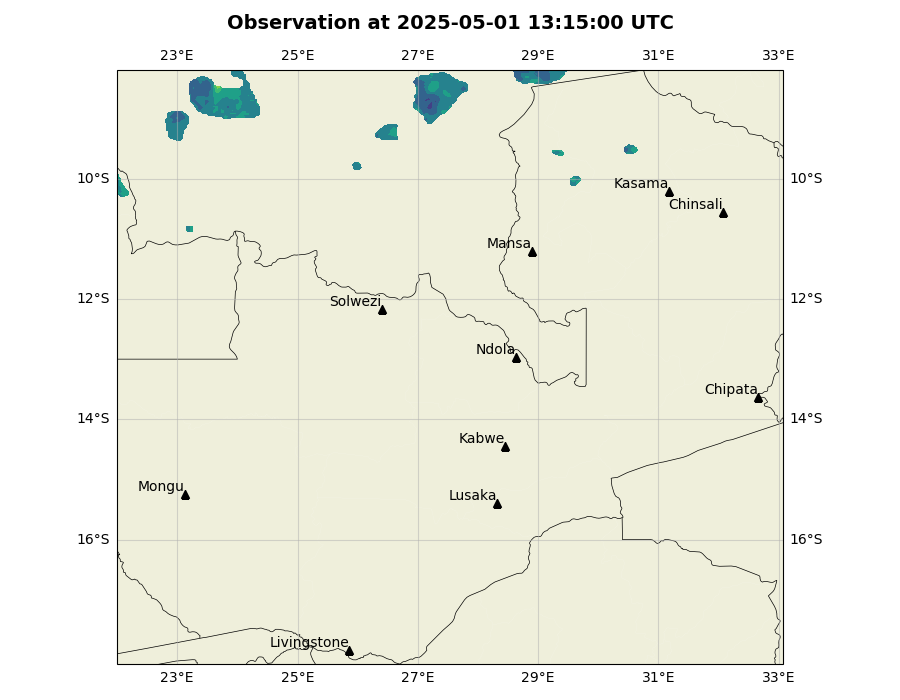 Observation at 2025-05-01 13:15:00 UTC
23°E 25°E 27°E 29°E 31°E 33°E
10°S 10°S
Kasama
Chinsali
Mansa
12°S 12°S
Solwezi
Ndola
Chipata
14°S 14°S
Kabwe
Mongu
Lusaka
16°S 16°S
Livingstone
23°E 25°E 27°E 29°E 31°E 33°E